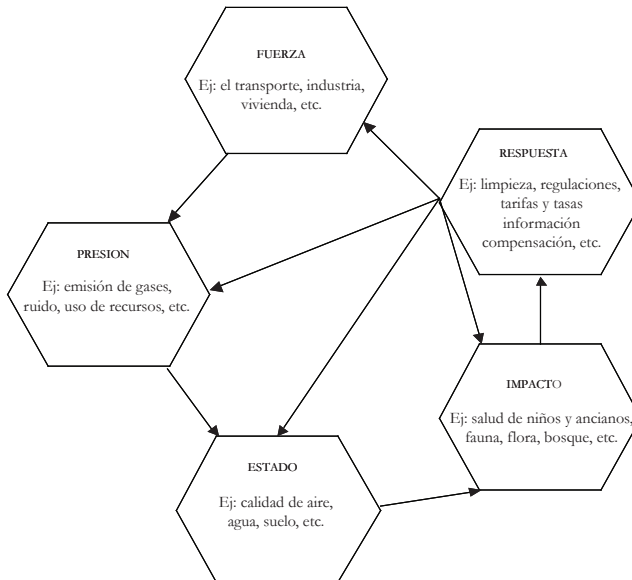 FUERZA
Ej: el transporte, industria,
vivienda, etc.
RESPUESTA
Ej: limpieza, regulaciones,
tarifas y tasas
información
compensación, etc.
PRESION
Ej: emisión de gases,
ruido, uso de recursos, etc.
IMPACTO
Ej: salud de niños y ancianos,
fauna, flora, bosque, etc.
ESTADO
Ej: calidad de aire,
agua, suelo, etc.